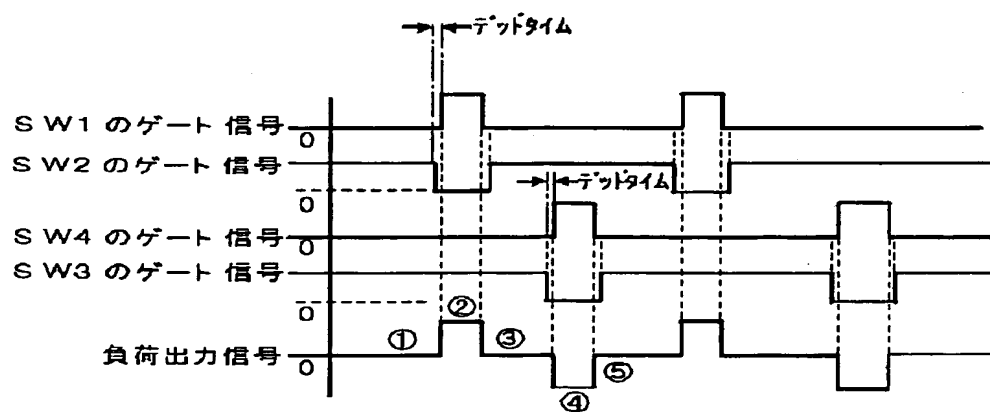 デッドタイム
SW1のゲート信号
0
SW2のゲート信号
デッドタイム
0
SW4のゲート信号
0
SW3のゲート信号
0
②
① ③
負荷出力信号
0
⑤
④